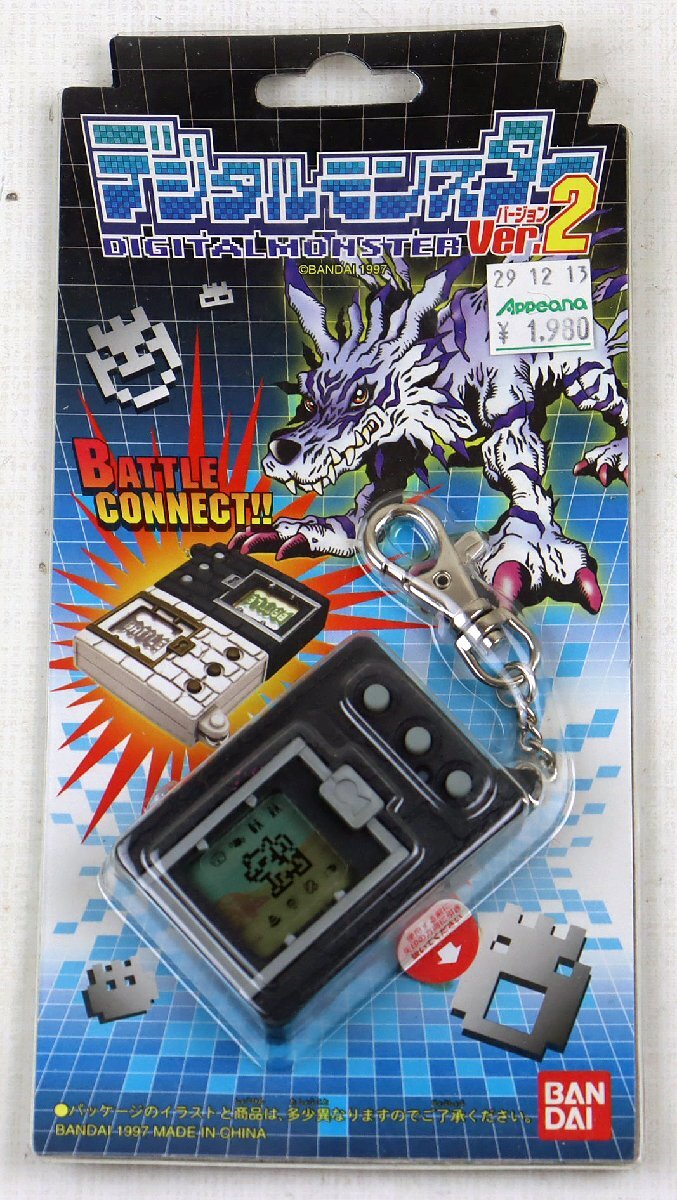 デジタルモンスター
DIGITALMONSTER
バージョン
Ver.2
©BANDAI 1997
29 12 13
Appeana
¥ 1,980
BATTLE
CONNECT!!
BAN
DAI
●パッケージのイラストと商品は、多少異なりますのでご了承ください。
BANDAI 1997 MADE IN CHINA